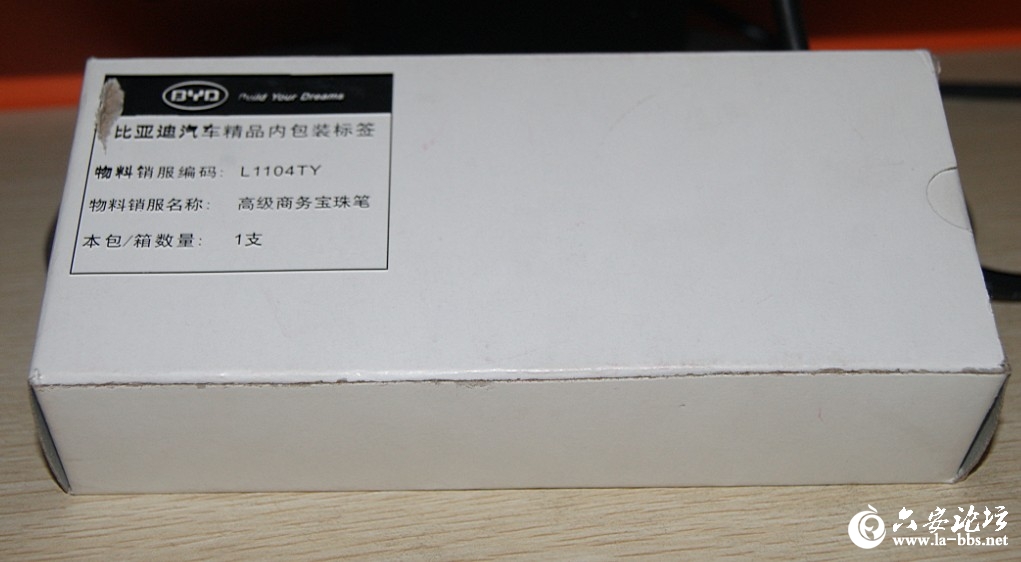 BYD Build Your Dreams
比亚迪汽车精品内包装标签
物料销服编码: L1104TY
物料销服名称: 高级商务宝珠笔
本包/箱数量: 1支
六安论坛
www.la-bbs.net